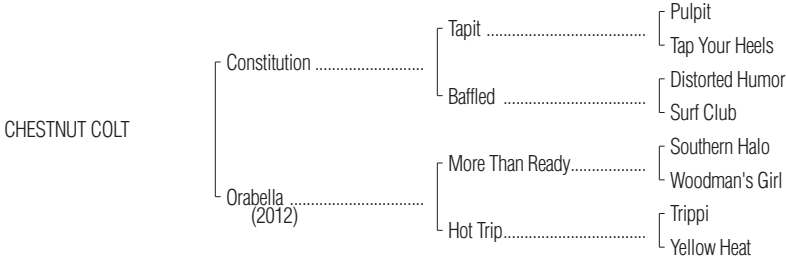 Pulpit
Tapit ......................................
Tap Your Heels
Constitution ..........................
Distorted Humor
Baffled ..................................
Surf Club
CHESTNUT COLT
Southern Halo
More Than Ready....................
Woodman's Girl
Orabella ................................
(2012)
Trippi
Hot Trip..................................
Yellow Heat